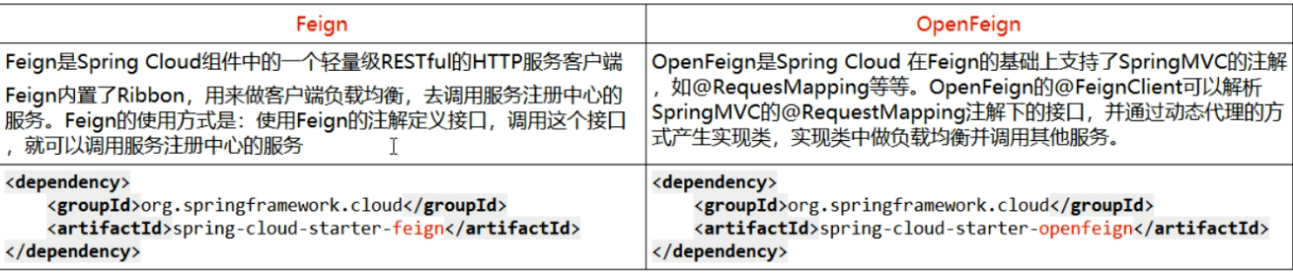 Feign
Feign是Spring Cloud组件中的一个轻量级RESTful的HTTP服务客户端
Feign内置了Ribbon，用来做客户端负载均衡，去调用服务注册中心的
服务。Feign的使用方式是：使用Feign的注解定义接口，调用这个接口
，就可以调用服务注册中心的服务
<dependency>
    <groupId>org.springframework.cloud</groupId>
    <artifactId>spring-cloud-starter-feign</artifactId>
</dependency>
OpenFeign
OpenFeign是Spring Cloud 在Feign的基础上支持了SpringMVC的注解
，如@RequesMapping等等。OpenFeign的@FeignClient可以解析
SpringMVC的@RequestMapping注解下的接口，并通过动态代理的方
式产生实现类，实现类中做负载均衡并调用其他服务。
<dependency>
    <groupId>org.springframework.cloud</groupId>
    <artifactId>spring-cloud-starter-openfeign</artifactId>
</dependency>